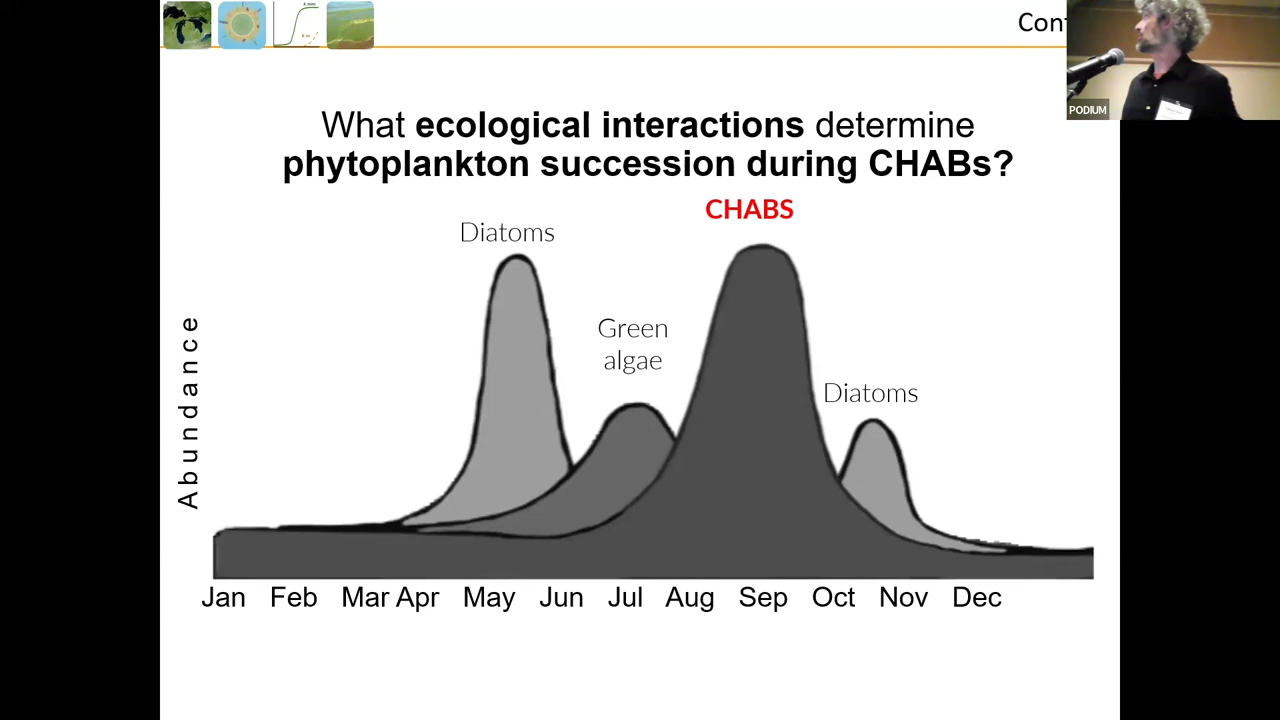 Con
PODIUM
What ecological interactions determine
phytoplankton succession during CHABs?
CHABS
Diatoms
Green
algae
Diatoms
Abundance
Jan Feb Mar Apr May Jun Jul Aug Sep Oct Nov Dec